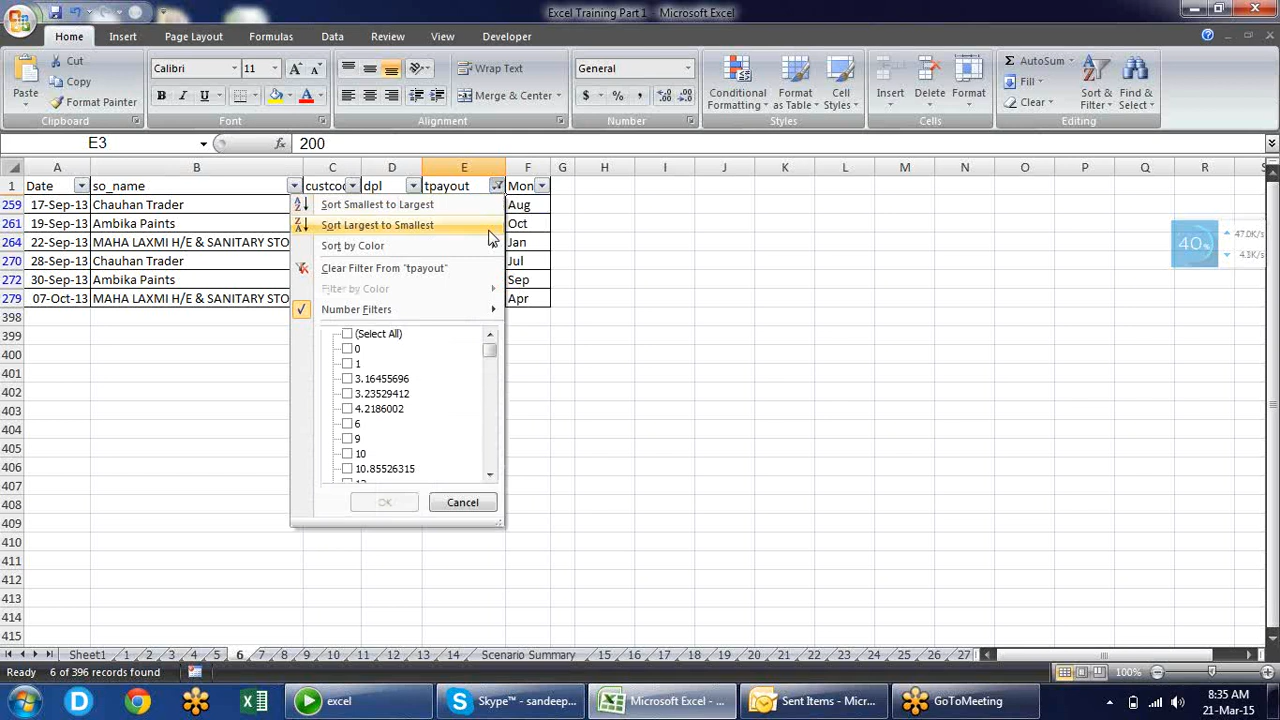 Excel Training Part 1 - Microsoft Excel
Home Insert Page Layout Formulas Data Review View Developer
Cut
Copy
Paste
Format Painter
Clipboard
Calibri 11
B I U
Font
Wrap Text
Merge & Center
Alignment
General
$ % ,
Number
Conditional Formatting
Format as Table
Cell Styles
Styles
Insert Delete Format
Cells
AutoSum
Fill
Clear
Sort & Filter
Find & Select
Editing
E3 fx 200
A B C D E F G H I J K L M N O P Q R S
1 Date so_name custcod dpl tpayout Mon
259 17-Sep-13 Chauhan Trader Aug
261 19-Sep-13 Ambika Paints Oct
264 22-Sep-13 MAHA LAXMI H/E & SANITARY STO Jan
270 28-Sep-13 Chauhan Trader Jul
272 30-Sep-13 Ambika Paints Sep
279 07-Oct-13 MAHA LAXMI H/E & SANITARY STO Apr
398
399
400
401
402
403
404
405
406
407
408
409
410
411
412
413
414
415
Sort Smallest to Largest
Sort Largest to Smallest
Sort by Color
Clear Filter From "tpayout"
Filter by Color
Number Filters
(Select All)
0
1
3.16455696
3.23529412
4.2186002
6
9
10
10.85526315
OK Cancel
40%
47.0K/s
4.3K/s
Sheet1 1 2 3 4 5 6 7 8 9 10 11 12 13 14 Scenario Summary 15 16 17 18 19 20 21 22 23 24 25 26 27
Ready 6 of 396 records found 100%
excel
Skype™ - sandeep...
Microsoft Excel - ...
Sent Items - Micr...
GoToMeeting
8:35 AM
21-Mar-15